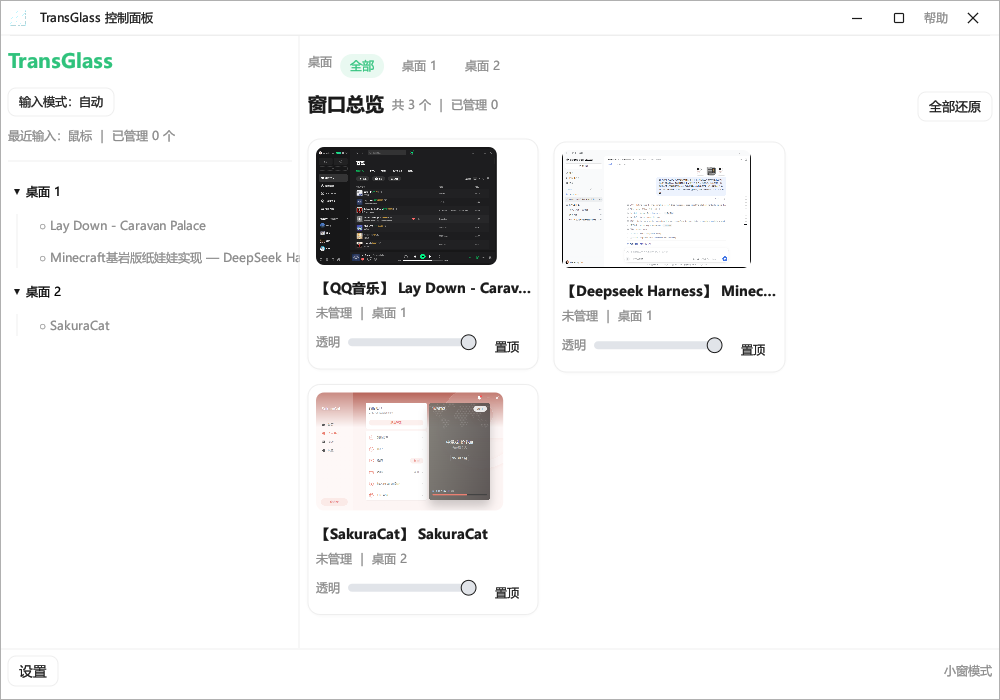 TransGlass 控制面板
帮助
TransGlass
输入模式：自动
最近输入：鼠标 | 已管理 0 个
桌面 1
Lay Down - Caravan Palace
Minecraft基岩版纸娃娃实现 — DeepSeek Ha
桌面 2
SakuraCat
桌面 全部 桌面 1 桌面 2
窗口总览 共 3 个 | 已管理 0
全部还原
【QQ音乐】 Lay Down - Carav...
未管理 | 桌面 1
透明 置顶
【Deepseek Harness】 Minec...
未管理 | 桌面 1
透明 置顶
【SakuraCat】 SakuraCat
未管理 | 桌面 2
透明 置顶
设置
小窗模式